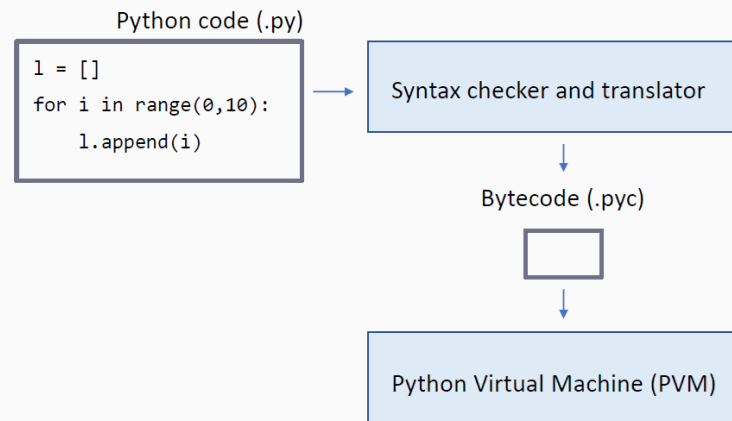 Python code (.py)
l = []
for i in range(0,10):
    l.append(i)
Syntax checker and translator
Bytecode (.pyc)
Python Virtual Machine (PVM)